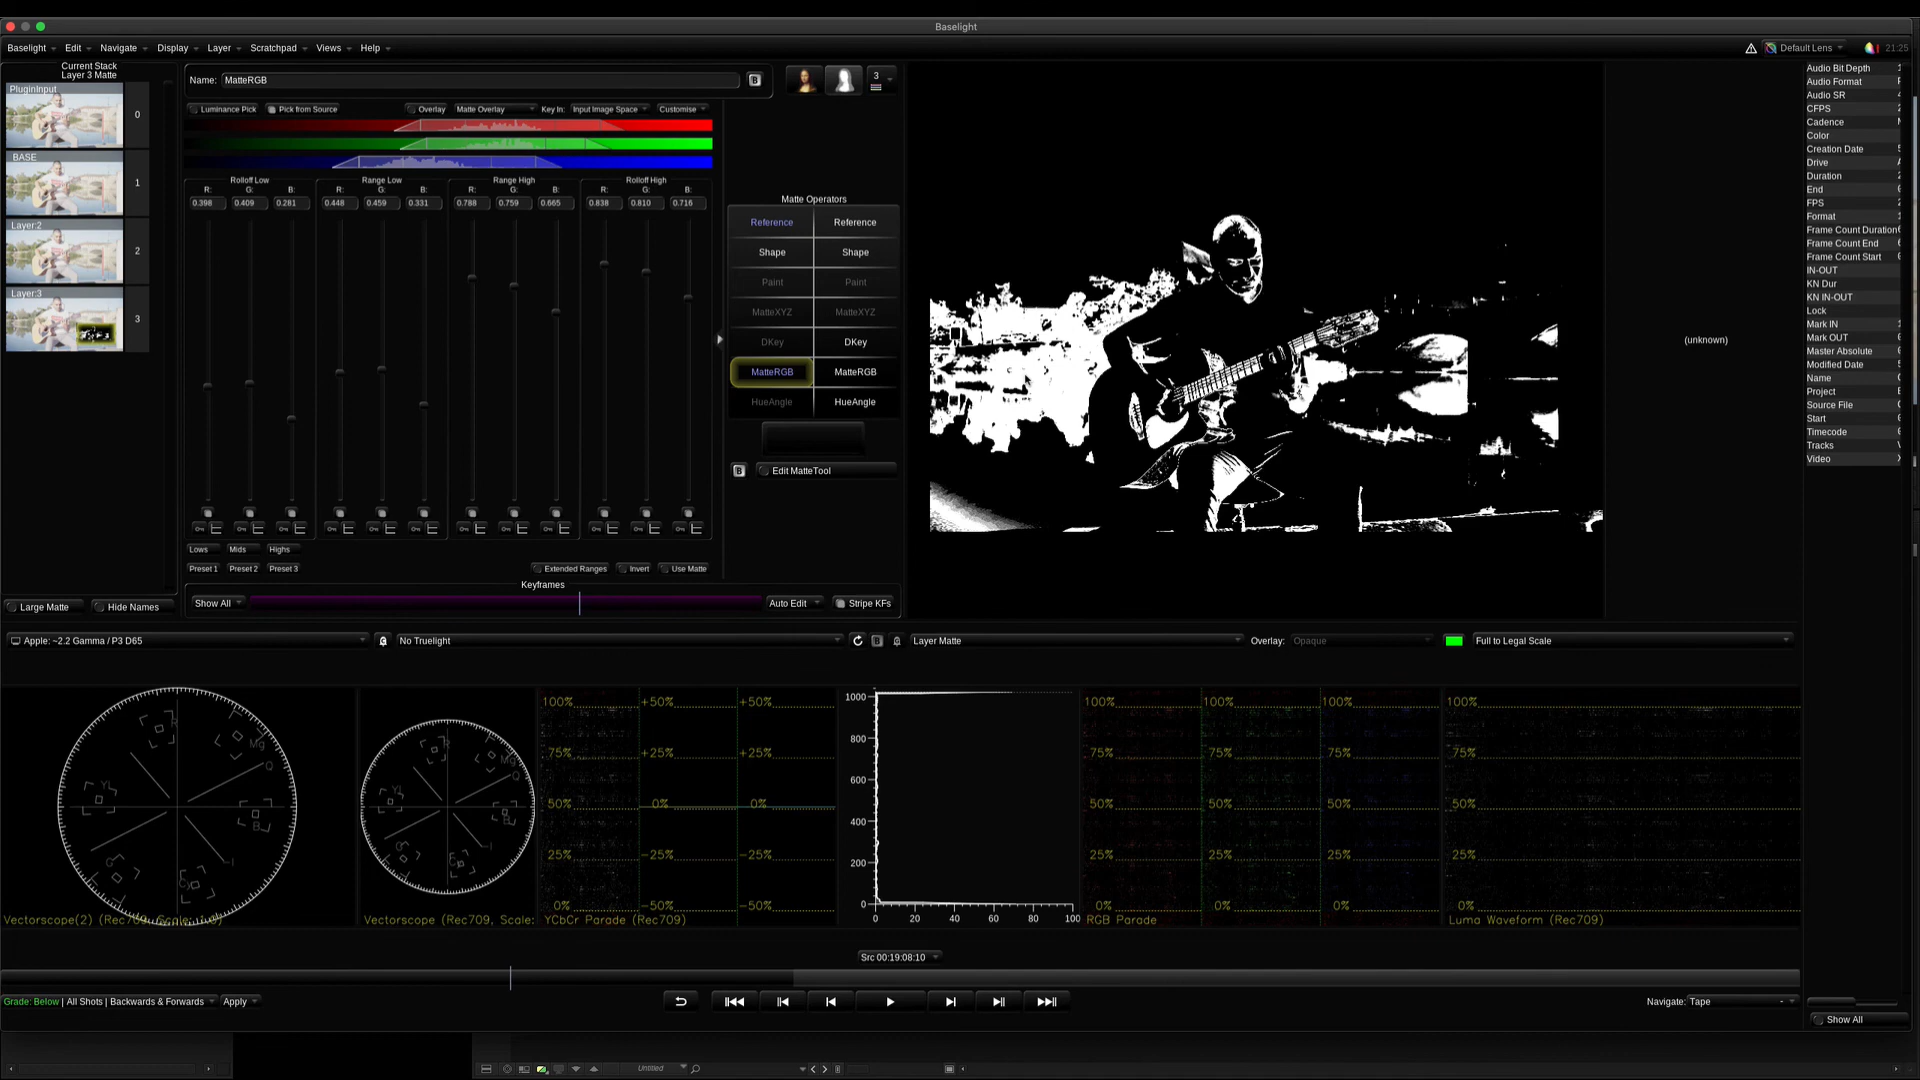 Baselight
Baselight Edit Navigate Display Layer Scratchpad Views Help
Default Lens 21:25
Current Stack
Layer 3 Matte
PluginInput
0
BASE
1
Layer:2
2
Layer:3
3
Large Matte Hide Names
Name: MatteRGB
3
Luminance Pick Pick from Source Overlay Matte Overlay Key In: Input Image Space Customise
Rolloff Low Range Low Range High Rolloff High
R: G: B: R: G: B: R: G: B: R: G: B:
0.398 0.409 0.281 0.448 0.459 0.331 0.788 0.759 0.665 0.838 0.810 0.716
Lows Mids Highs
Preset 1 Preset 2 Preset 3 Extended Ranges Invert Use Matte
Keyframes
Show All Auto Edit Stripe KFs
Matte Operators
Reference Reference
Shape Shape
Paint Paint
MatteXYZ MatteXYZ
DKey DKey
MatteRGB MatteRGB
HueAngle HueAngle
B Edit MatteTool
(unknown)
Audio Bit Depth
Audio Format
Audio SR
CFPS
Cadence
Color
Creation Date
Drive
Duration
End
FPS
Format
Frame Count Duration
Frame Count End
Frame Count Start
IN-OUT
KN Dur
KN IN-OUT
Lock
Mark IN
Mark OUT
Master Absolute
Modified Date
Name
Project
Source File
Start
Timecode
Tracks
Video
Apple: ~2.2 Gamma / P3 D65 No Truelight Layer Matte Overlay: Opaque Full to Legal Scale
R Mg Q B I
Vectorscope(2) (Rec709, Scale:
R Mg Q B I
Vectorscope (Rec709, Scale:
100% +50% +50%
75% +25% +25%
50% 0% 0%
25% -25% -25%
0% -50% -50%
YCbCr Parade (Rec709)
1000
800
600
400
200
0
0 20 40 60 80 100
100% 100% 100%
75% 75% 75%
50% 50% 50%
25% 25% 25%
0% 0% 0%
RGB Parade
100%
75%
50%
25%
0%
Luma Waveform (Rec709)
Src 00:19:08:10
Grade: Below | All Shots | Backwards & Forwards Apply
Navigate: Tape -
Show All
Untitled